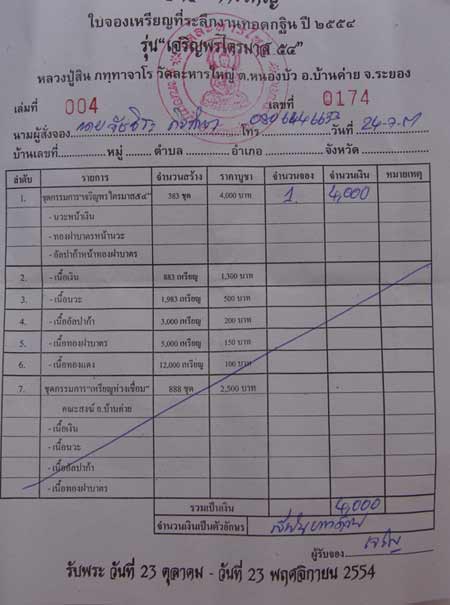 ใบจองเหรียญที่ระลึกงานทอดกฐิน ปี ๒๕๕๔
รุ่น"เจริญพรไตรมาส ๕๔"
หลวงปู่สิน ภทฺทาจาโร วัดละหารใหญ่ ต.หนองบัว อ.บ้านค่าย จ.ระยอง
เล่มที่ 004 เลขที่ 0174
นามผู้สั่งจอง โทร. วันที่
บ้านเลขที่ หมู่ ตำบล อำเภอ จังหวัด
ลำดับ รายการ จำนวนสร้าง ราคาบูชา จำนวนจอง จำนวนเงิน หมายเหตุ
1. ชุดกรรมการ"เจริญพรไตรมาส๕๔" 383 ชุด 4,000 บาท 1 4,000
- นวะหน้าเงิน
- ทองฝาบาตรหน้านวะ
- อัลปาก้าหน้าทองฝาบาตร
2. - เนื้อเงิน 883 เหรียญ 1,300 บาท
3. - เนื้อนวะ 1,983 เหรียญ 500 บาท
4. - เนื้ออัลปาก้า 3,000 เหรียญ 200 บาท
5. - เนื้อทองฝาบาตร 5,000 เหรียญ 150 บาท
6. - เนื้อทองแดง 12,000 เหรียญ 100 บาท
7. ชุดกรรมการ"เหรียญห่วงเชื่อม" 888 ชุด 2,500 บาท
คณะสงฆ์ อ.บ้านค่าย
- เนื้อเงิน
- เนื้อนวะ
- เนื้ออัลปาก้า
- เนื้อทองฝาบาตร
รวมเป็นเงิน 4,000
จำนวนเงินเป็นตัวอักษร
ผู้รับจอง
รับพระ วันที่ 23 ตุลาคม - วันที่ 23 พฤศจิกายน 2554